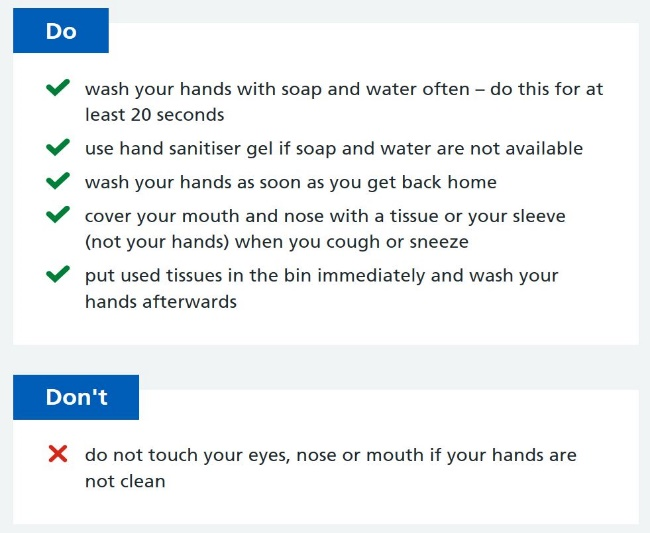 Do
wash your hands with soap and water often – do this for at
least 20 seconds
use hand sanitiser gel if soap and water are not available
wash your hands as soon as you get back home
cover your mouth and nose with a tissue or your sleeve
(not your hands) when you cough or sneeze
put used tissues in the bin immediately and wash your
hands afterwards
Don't
do not touch your eyes, nose or mouth if your hands are
not clean